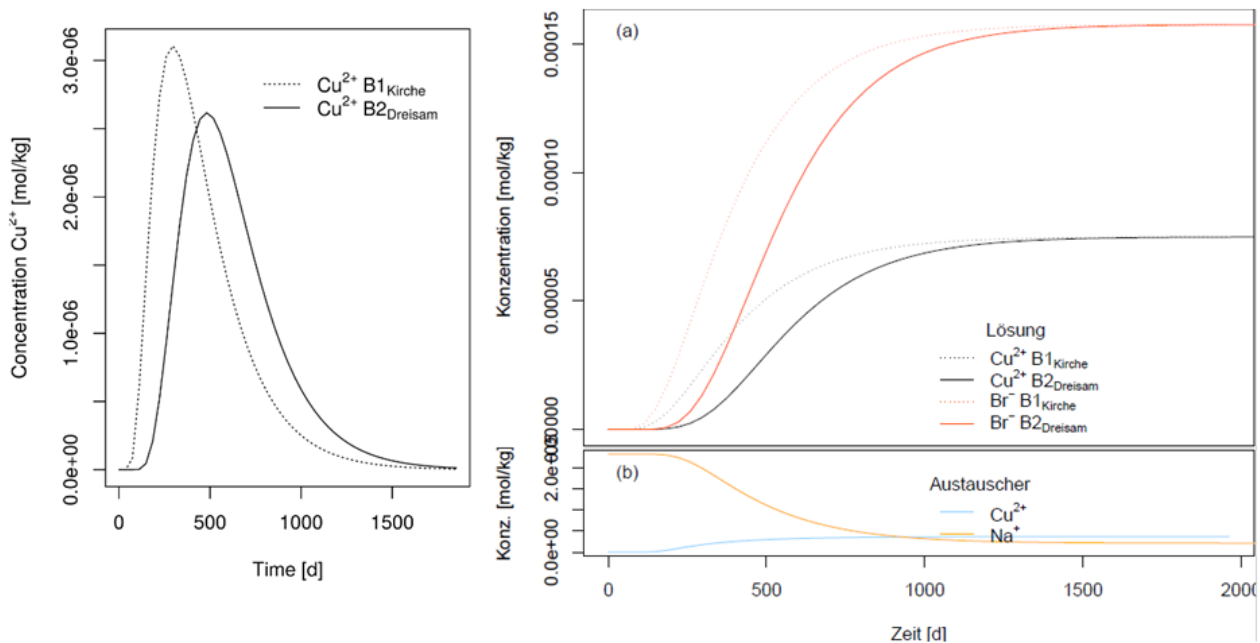 Concentration Cu²⁺ [mol/kg]
3.0e-06
2.0e-06
1.0e-06
0.0e+00
Cu²⁺ B1Kirche
Cu²⁺ B2Dreisam
0
500
1000
1500
Time [d]
(a)
Konzentration [mol/kg]
0.00015
0.00010
0.00005
Lösung
Cu²⁺ B1Kirche
Cu²⁺ B2Dreisam
Br⁻ B1Kirche
Br⁻ B2Dreisam
(b)
Konz. [mol/kg]
0.0e+00
Austauscher
Cu²⁺
Na⁺
0
500
1000
1500
2000
Zeit [d]